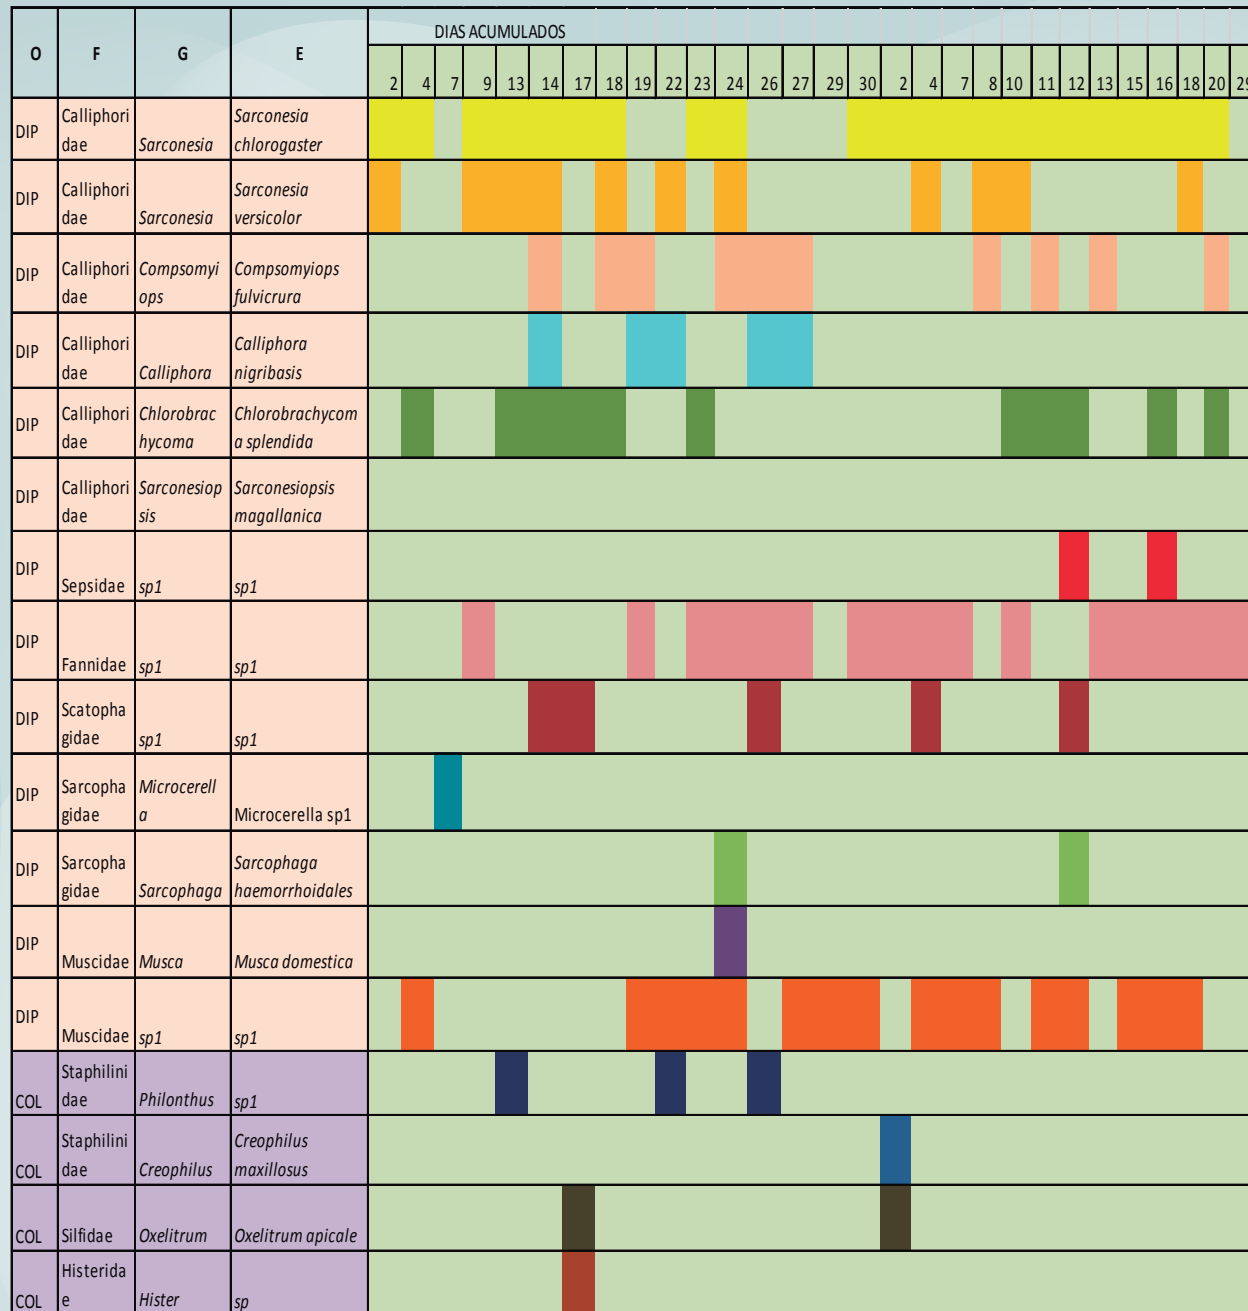 DIAS ACUMULADOS
O F G E
2 4 7 9 13 14 17 18 19 22 23 24 26 27 29 30 2 4 7 8 10 11 12 13 15 16 18 20 29
DIP Calliphori Sarconesia Sarconesia
dae chlorogaster
DIP Calliphori Sarconesia Sarconesia
dae versicolor
DIP Calliphori Compsomyi Compsomyiops
dae ops fulvicrura
DIP Calliphori Calliphora Calliphora
dae nigribasis
DIP Calliphori Chlorobrac Chlorobrachycom
dae hycoma a splendida
DIP Calliphori Sarconesiop Sarconesiopsis
dae sis magallanica
DIP Sepsidae sp1 sp1
DIP Fannidae sp1 sp1
DIP Scatopha sp1 sp1
gidae
DIP Sarcopha Microcerell Microcerella sp1
gidae a
DIP Sarcopha Sarcophaga Sarcophaga
gidae haemorrhoidales
DIP Muscidae Musca Musca domestica
DIP Muscidae sp1 sp1
COL Staphilini Philonthus sp1
dae
COL Staphilini Creophilus Creophilus
dae maxillosus
COL Silfidae Oxelitrum Oxelitrum apicale
COL Histerida Hister sp
e